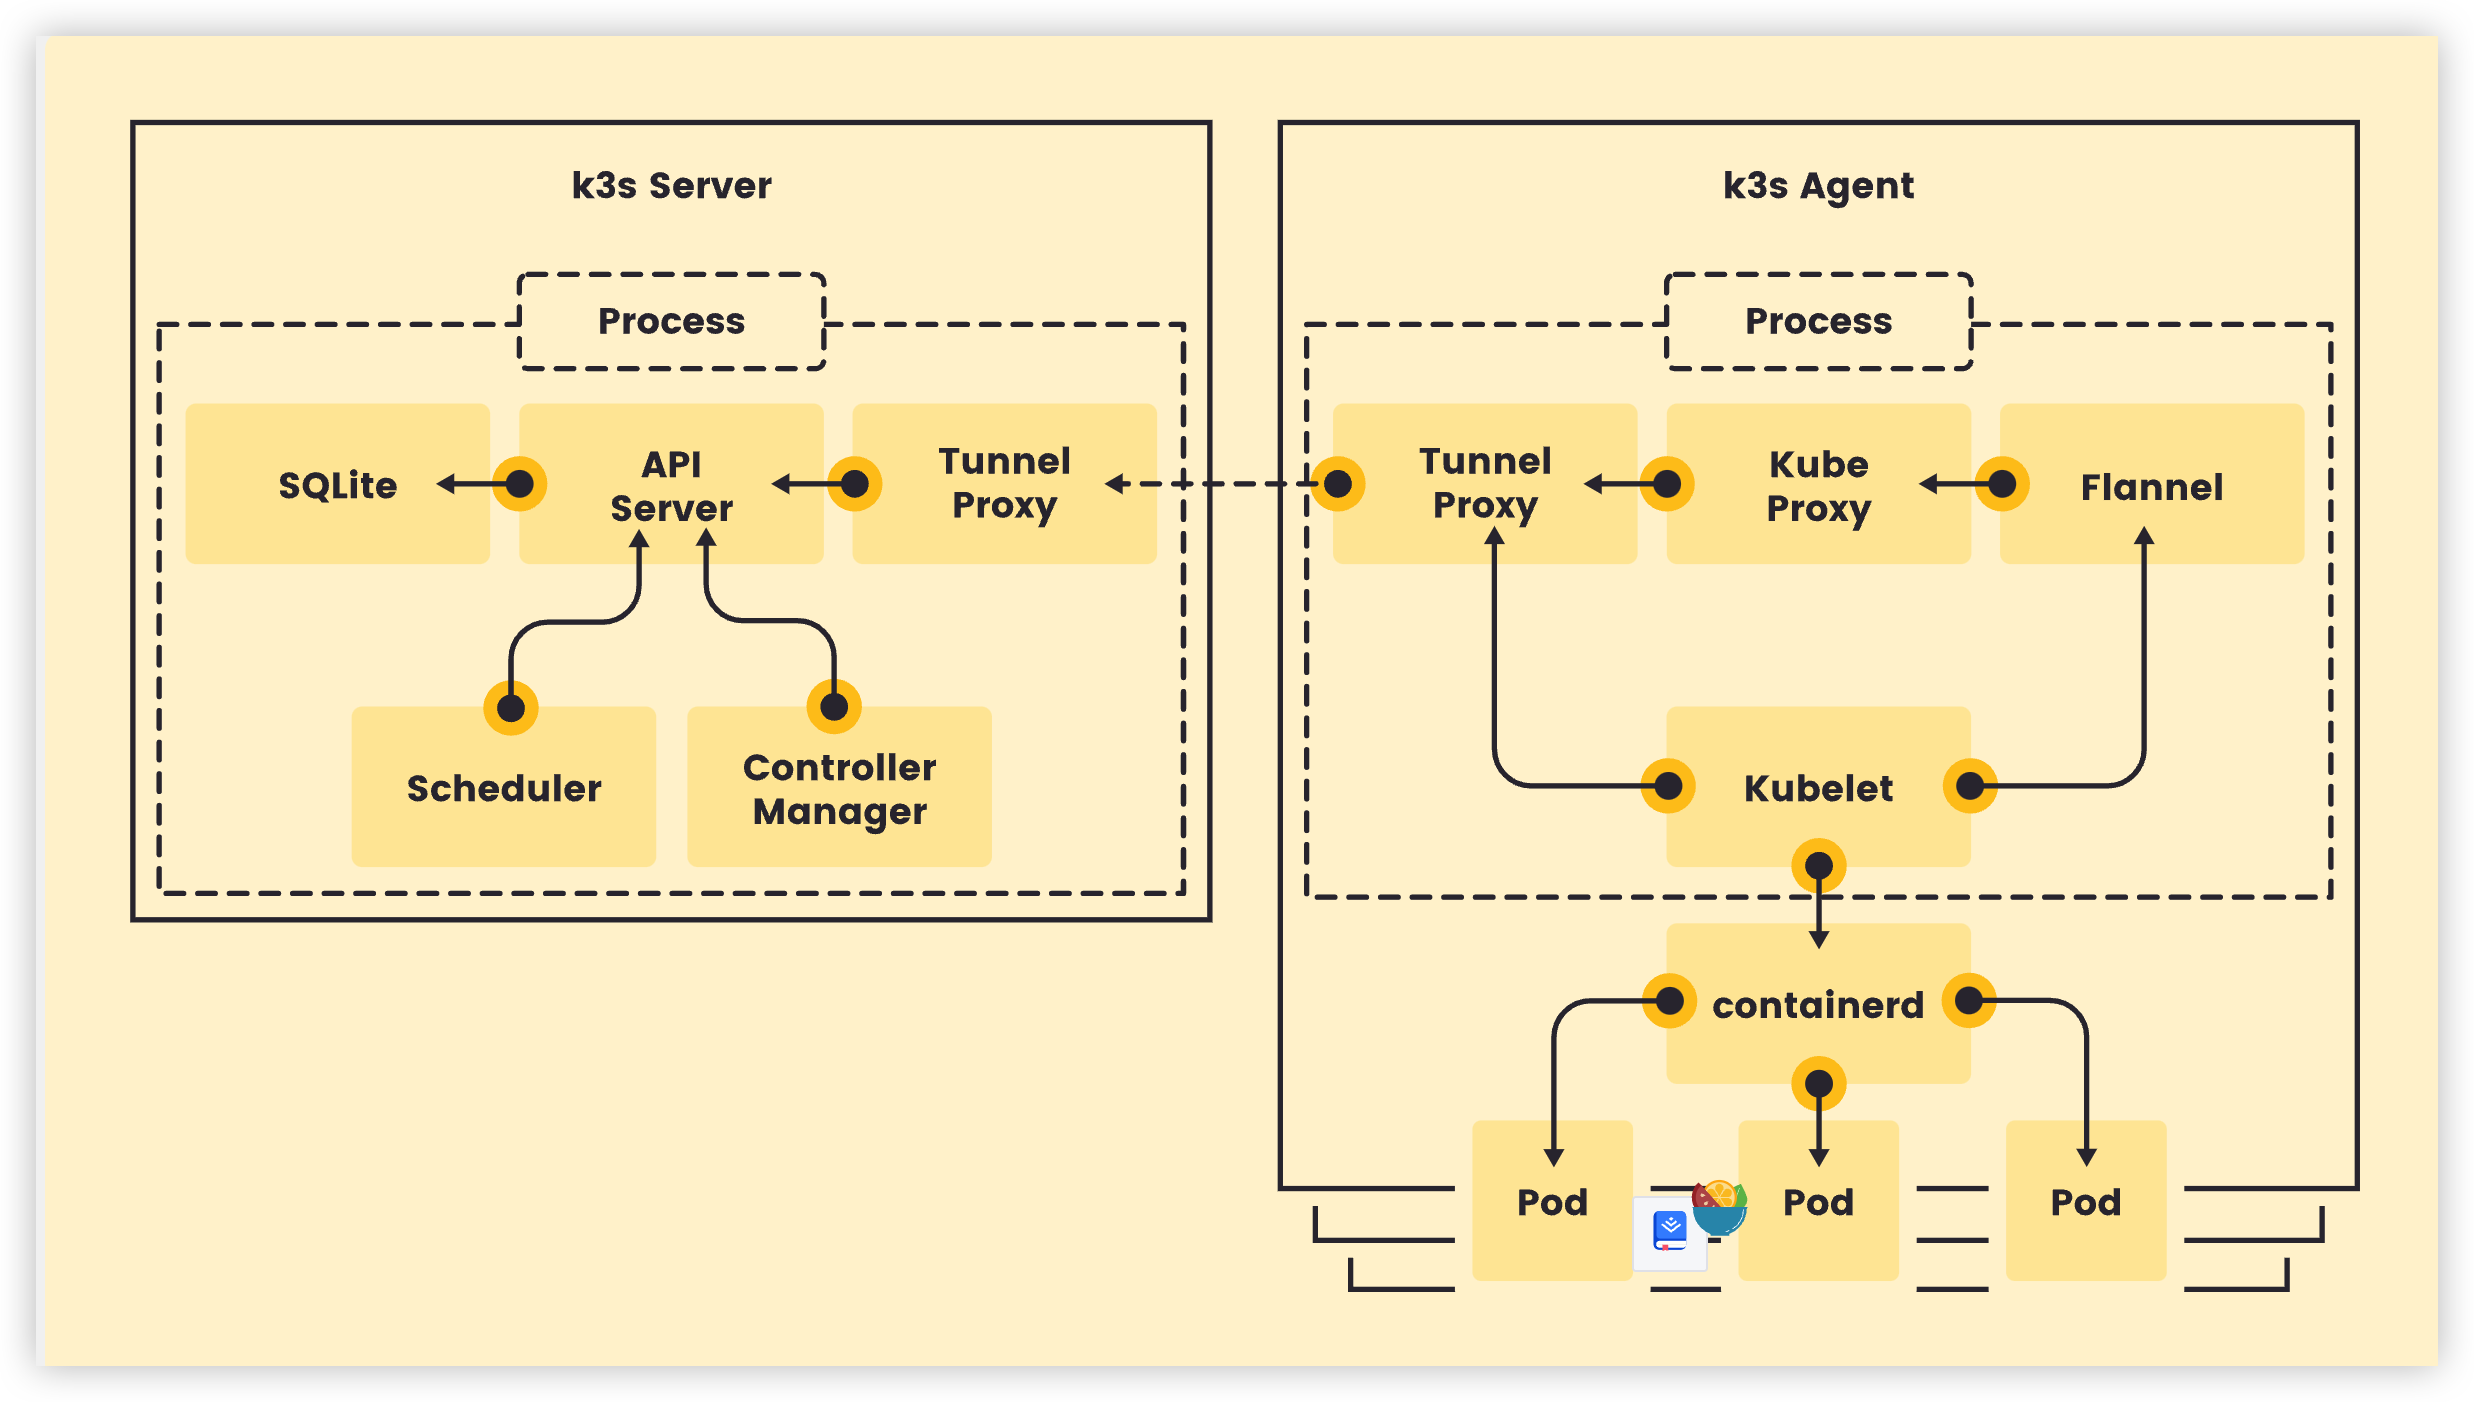 k3s Server
Process
SQLite
API
Server
Tunnel
Proxy
Scheduler
Controller
Manager
k3s Agent
Process
Tunnel
Proxy
Kube
Proxy
Flannel
Kubelet
containerd
Pod
Pod
Pod